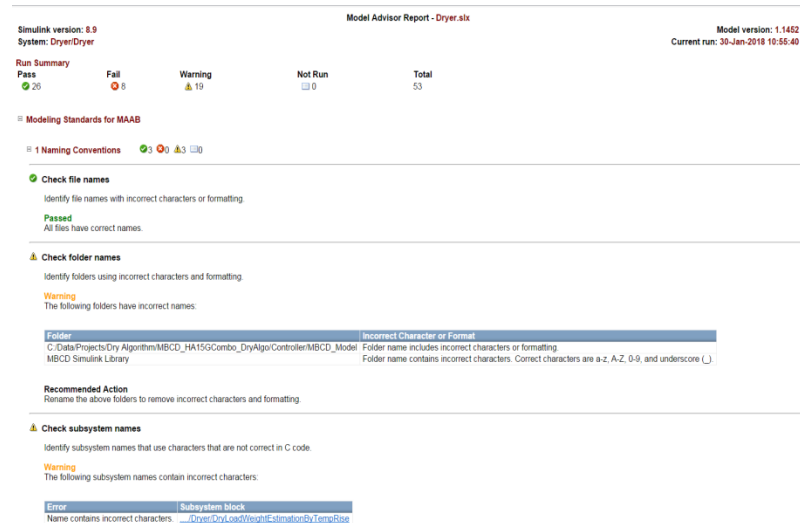 Model Advisor Report - Dryer.slx
Simulink version: 8.9 Model version: 1.1452
System: Dryer/Dryer Current run: 30-Jan-2018 10:55:40
Run Summary
Pass Fail Warning Not Run Total
26 8 19 0 53
Modeling Standards for MAAB
1 Naming Conventions 3 0 3 0
Check file names
Identify file names with incorrect characters or formatting.
Passed
All files have correct names.
Check folder names
Identify folders using incorrect characters and formatting.
Warning
The following folders have incorrect names:
Folder Incorrect Character or Format
C:/Data/Projects/Dry Algorithm/MBCD_HA15GCombo_DryAlgo/Controller/MBCD_Model Folder name includes incorrect characters or formatting.
MBCD Simulink Library Folder name contains incorrect characters. Correct characters are a-z, A-Z, 0-9, and underscore (_).
Recommended Action
Rename the above folders to remove incorrect characters and formatting.
Check subsystem names
Identify subsystem names that use characters that are not correct in C code.
Warning
The following subsystem names contain incorrect characters:
Error Subsystem block
Name contains incorrect characters. .../Dryer/DryLoadWeightEstimationByTempRise